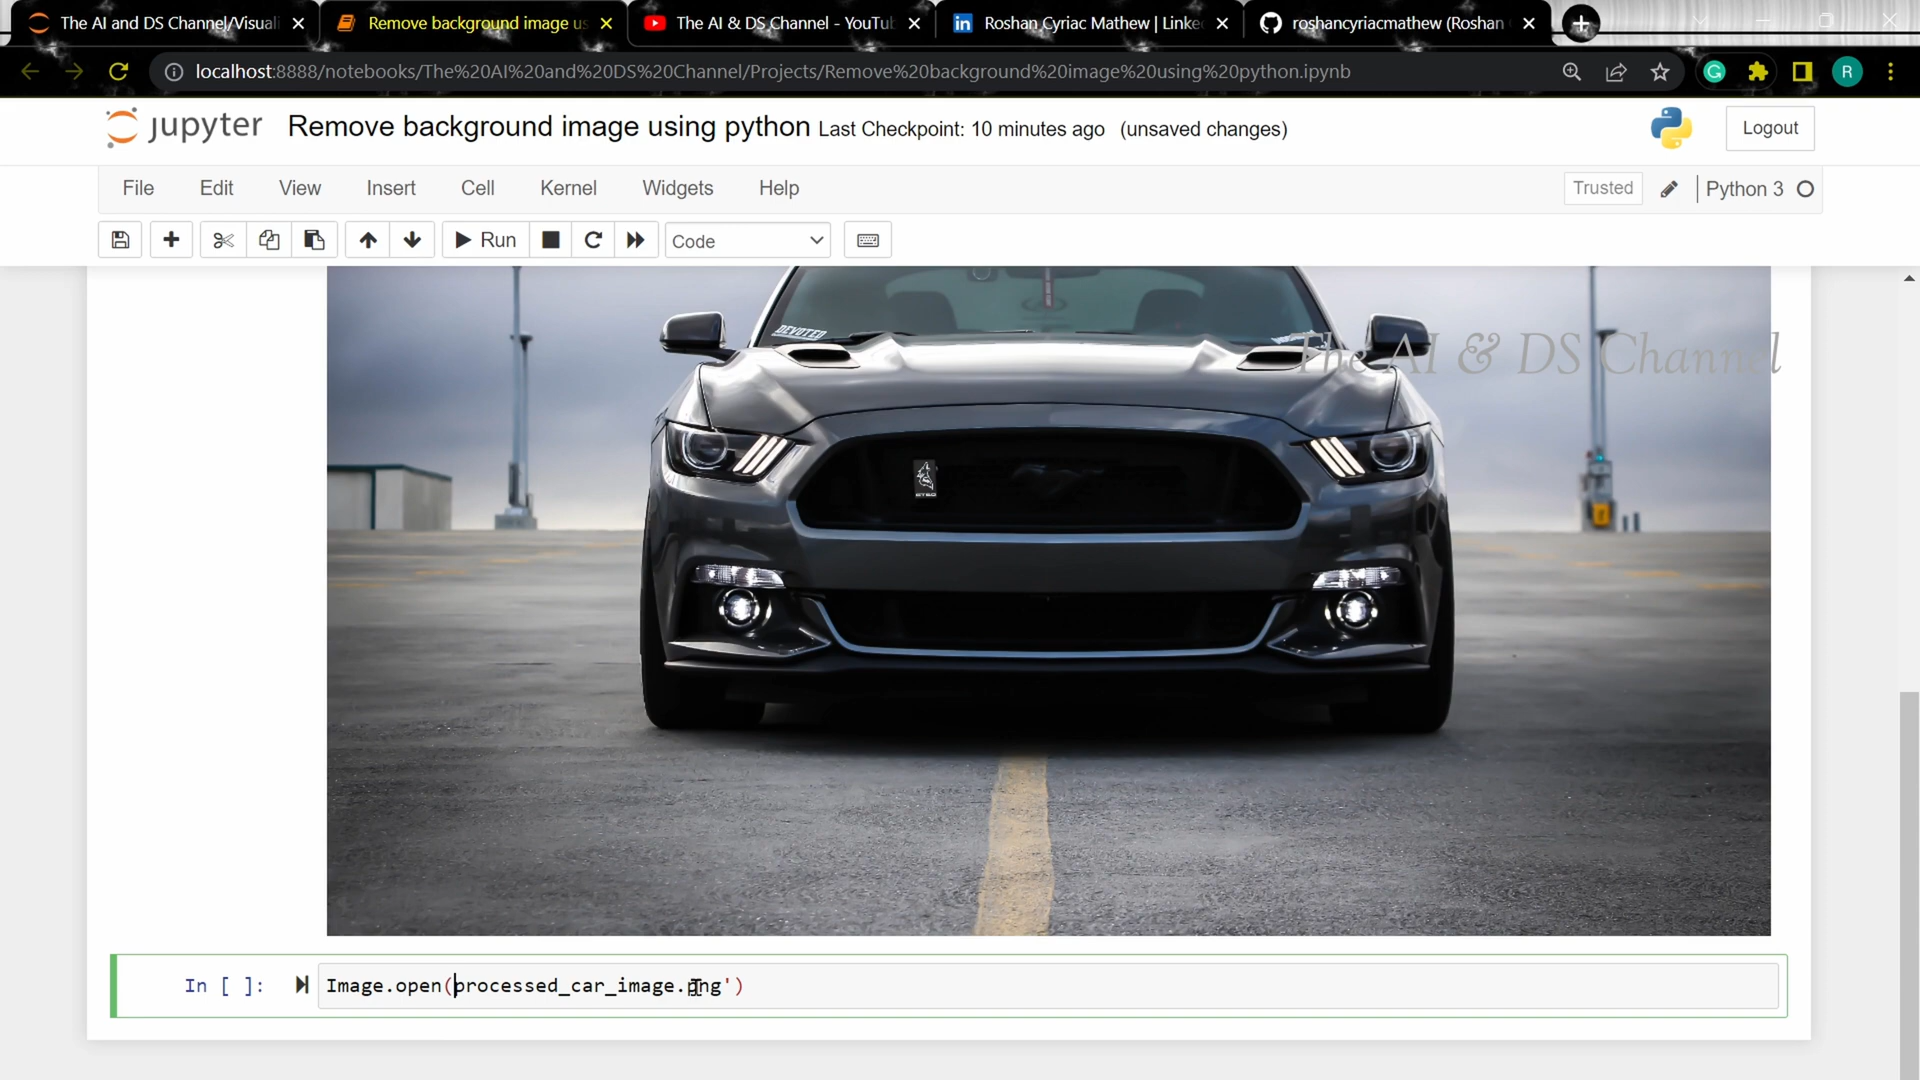 The AI and DS Channel/Visuali
Remove background image us
The AI & DS Channel - YouTub
Roshan Cyriac Mathew | Linke
roshancyriacmathew (Roshan
localhost:8888/notebooks/The%20AI%20and%20DS%20Channel/Projects/Remove%20background%20image%20using%20python.ipynb
R
jupyter Remove background image using python Last Checkpoint: 10 minutes ago (unsaved changes)
Logout
File Edit View Insert Cell Kernel Widgets Help
Trusted Python 3
Run Code
DEVOTED
The AI & DS Channel
In [ ]: Image.open(processed_car_image.png')